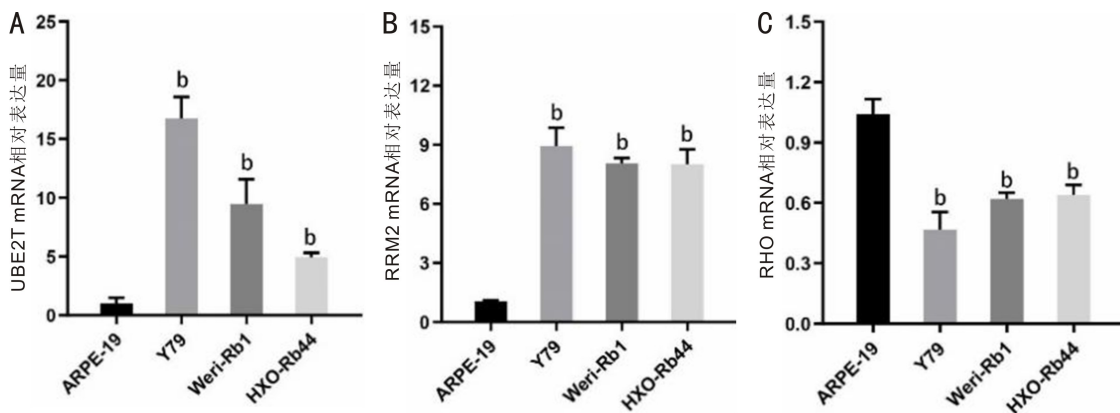 A
UBE2T mRNA相对表达量
25
20
15
10
5
0
b
b
b
ARPE-19
Y79
Weri-Rb1
HXO-Rb44
B
RRM2 mRNA相对表达量
15
12
9
6
3
0
b
b
b
ARPE-19
Y79
Weri-Rb1
HXO-Rb44
C
RHO mRNA相对表达量
1.5
1.2
0.9
0.6
0.3
0.0
b
b
b
ARPE-19
Y79
Weri-Rb1
HXO-Rb44